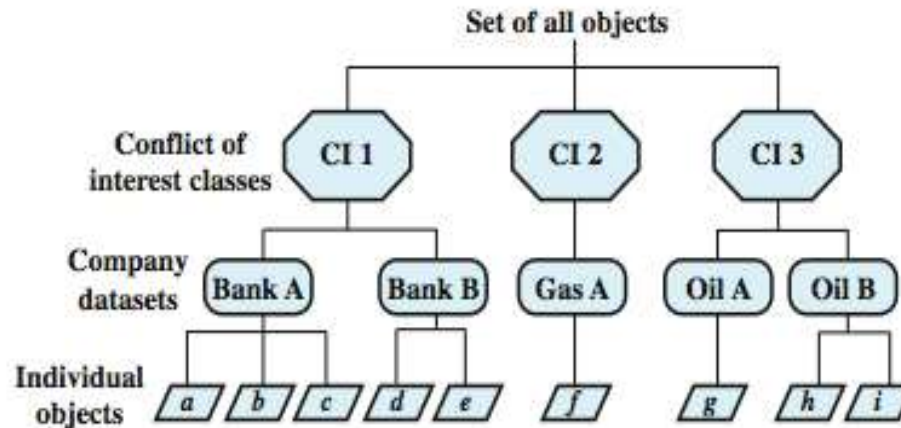 Set of all objects
Conflict of
interest classes
CI 1
CI 2
CI 3
Company
datasets
Bank A
Bank B
Gas A
Oil A
Oil B
Individual
objects
a
b
c
d
e
f
g
h
i